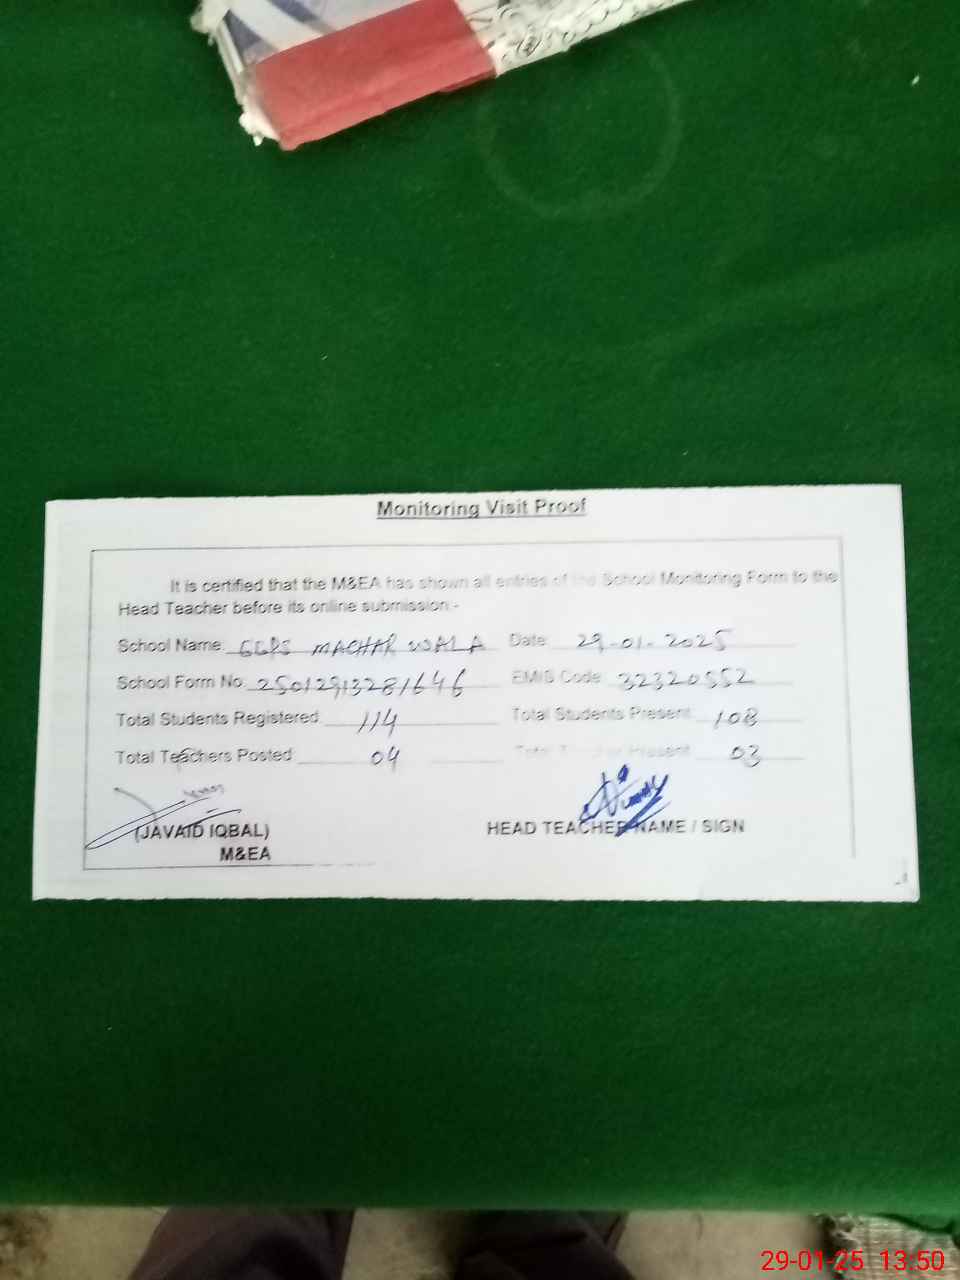 Monitoring Visit Proof
It is certified that the M&EA has shown all entries of the School Monitoring Form to the
Head Teacher before its online submission:-
School Name: GGPS MACHAR WALA Date: 29-01-2025
School Form No: 25012913281646 EMIS Code: 32320552
Total Students Registered: 114 Total Students Present: 108
Total Teachers Posted: 04 Total Teacher Present: 03
(JAVAID IQBAL) HEAD TEACHER NAME / SIGN
M&EA
29-01-25 13:50